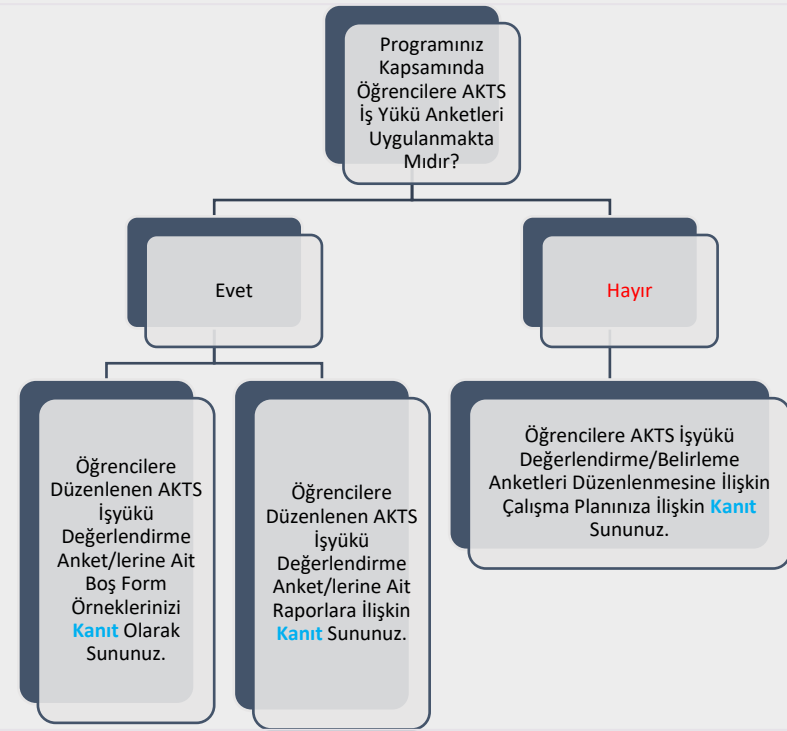 Programınız
Kapsamında
Öğrencilere AKTS
İş Yükü Anketleri
Uygulanmakta
Mıdır?
Evet
Hayır
Öğrencilere
Düzenlenen AKTS
İşyükü
Değerlendirme
Anket/lerine Ait
Boş Form
Örneklerinizi
Kanıt Olarak
Sununuz.
Öğrencilere
Düzenlenen AKTS
İşyükü
Değerlendirme
Anket/lerine Ait
Raporlara İlişkin
Kanıt Sununuz.
Öğrencilere AKTS İşyükü
Değerlendirme/Belirleme
Anketleri Düzenlenmesine İlişkin
Çalışma Planınıza İlişkin Kanıt
Sununuz.